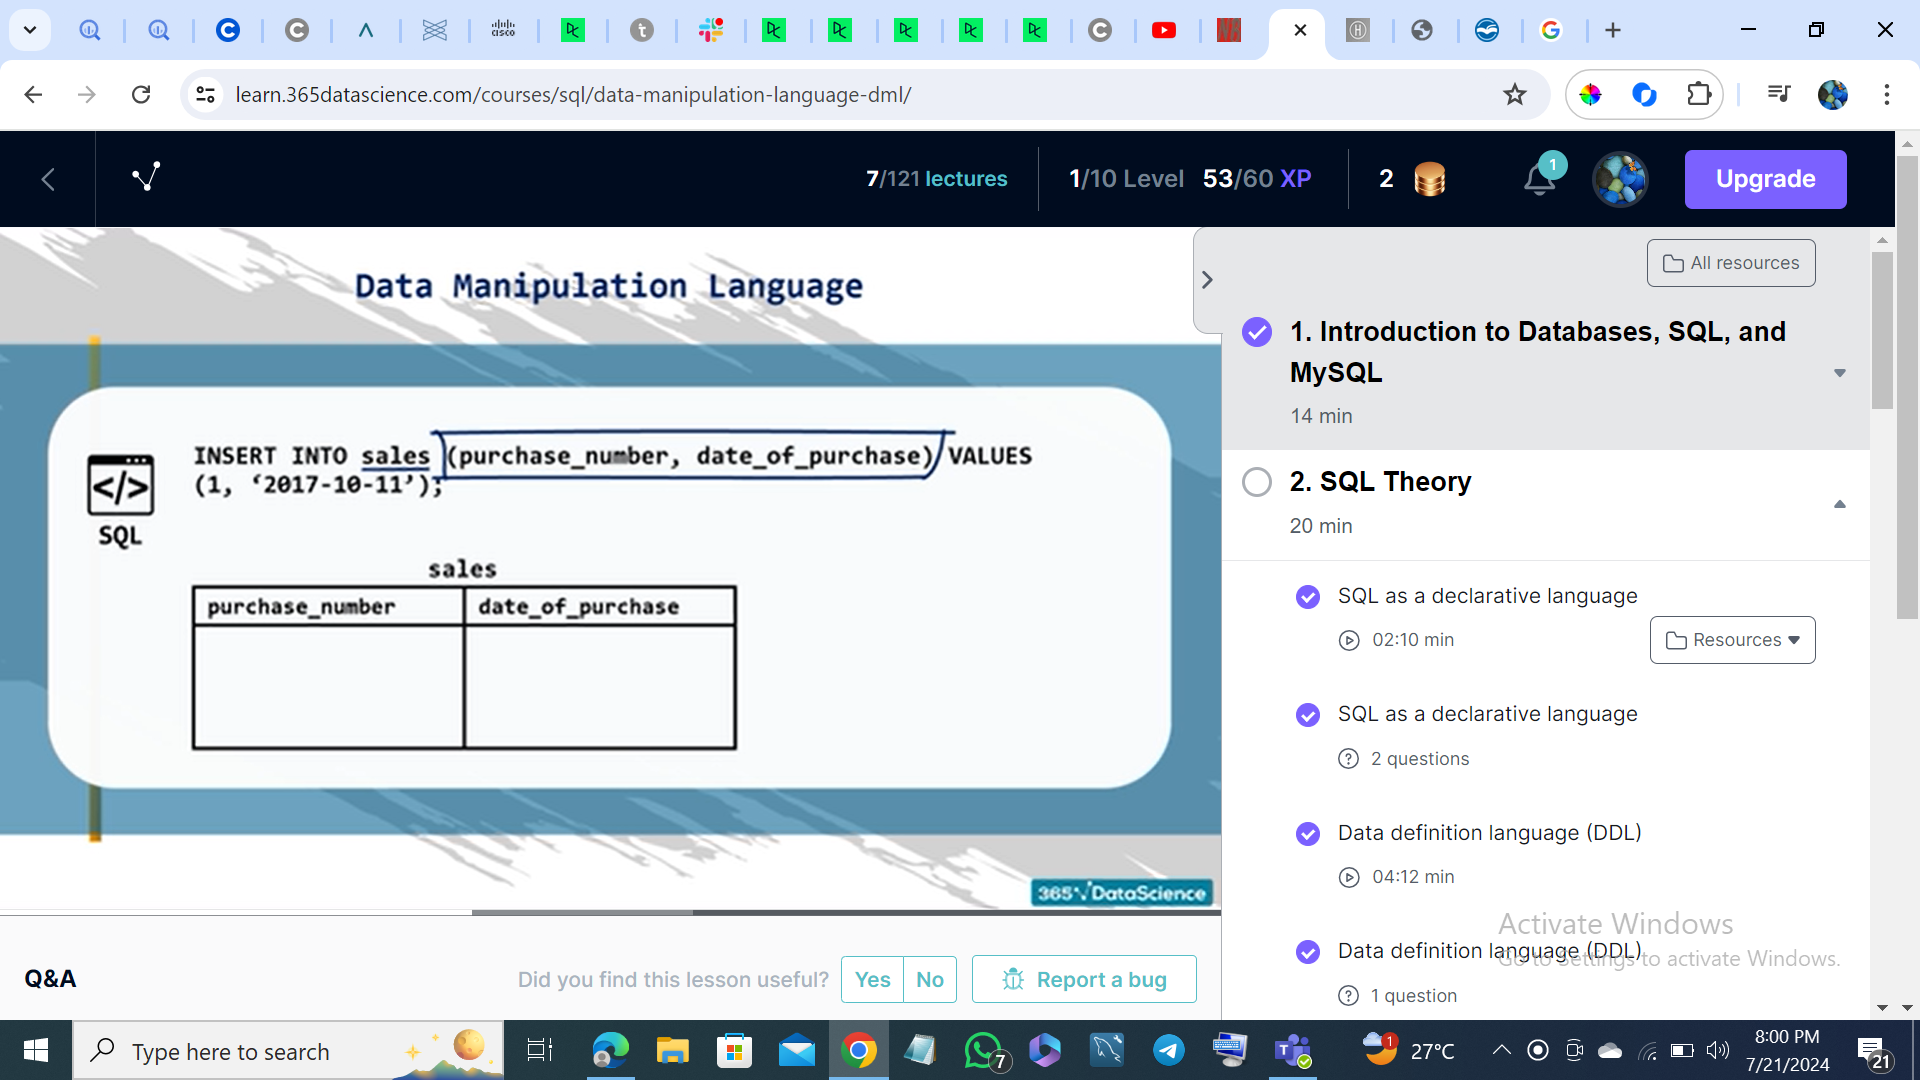 learn.365datascience.com/courses/sql/data-manipulation-language-dml/
7/121 lectures
1/10 Level 53/60 XP
2
1
Upgrade
Data Manipulation Language
INSERT INTO sales (purchase_number, date_of_purchase) VALUES
(1, ‘2017-10-11’);
</>
SQL
sales
purchase_number date_of_purchase
365 DataScience
All resources
1. Introduction to Databases, SQL, and
MySQL
14 min
2. SQL Theory
20 min
SQL as a declarative language
02:10 min
Resources
SQL as a declarative language
2 questions
Data definition language (DDL)
04:12 min
Data definition language (DDL)
1 question
Activate Windows
Go to Settings to activate Windows.
Q&A
Did you find this lesson useful?
Yes No
Report a bug
Type here to search
7
1
27°C
8:00 PM
7/21/2024
21